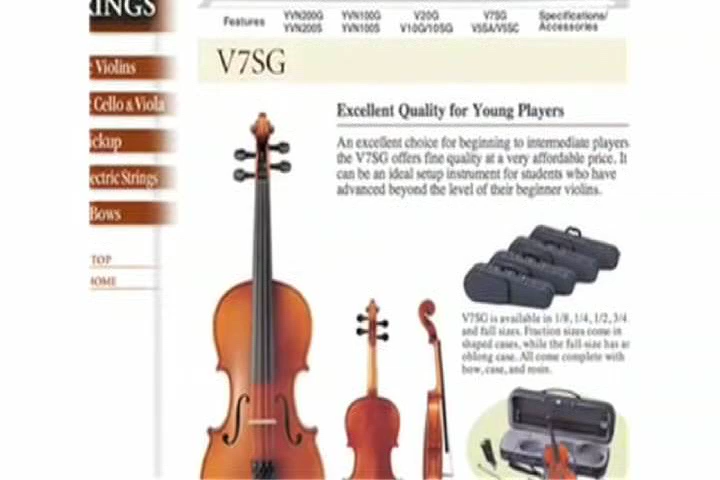 RINGS
Features
YVN200G
YVN200S
YVN100G
YVN100S
V20G
V10G/10SG
V7SG
V5SA/V5SC
Specifications/
Accessories
Violins
Cello & Viola
ickup
ectric Strings
Bows
TOP
HOME
V7SG
Excellent Quality for Young Players
An excellent choice for beginning to intermediate players
the V7SG offers fine quality at a very affordable price. It
can be an ideal setup instrument for students who have
advanced beyond the level of their beginner violins.
V7SG is available in 1/8, 1/4, 1/2, 3/4
and full sizes. Fraction sizes come in
shaped cases, while the full-size has an
oblong case. All come complete with
bow, case, and rosin.